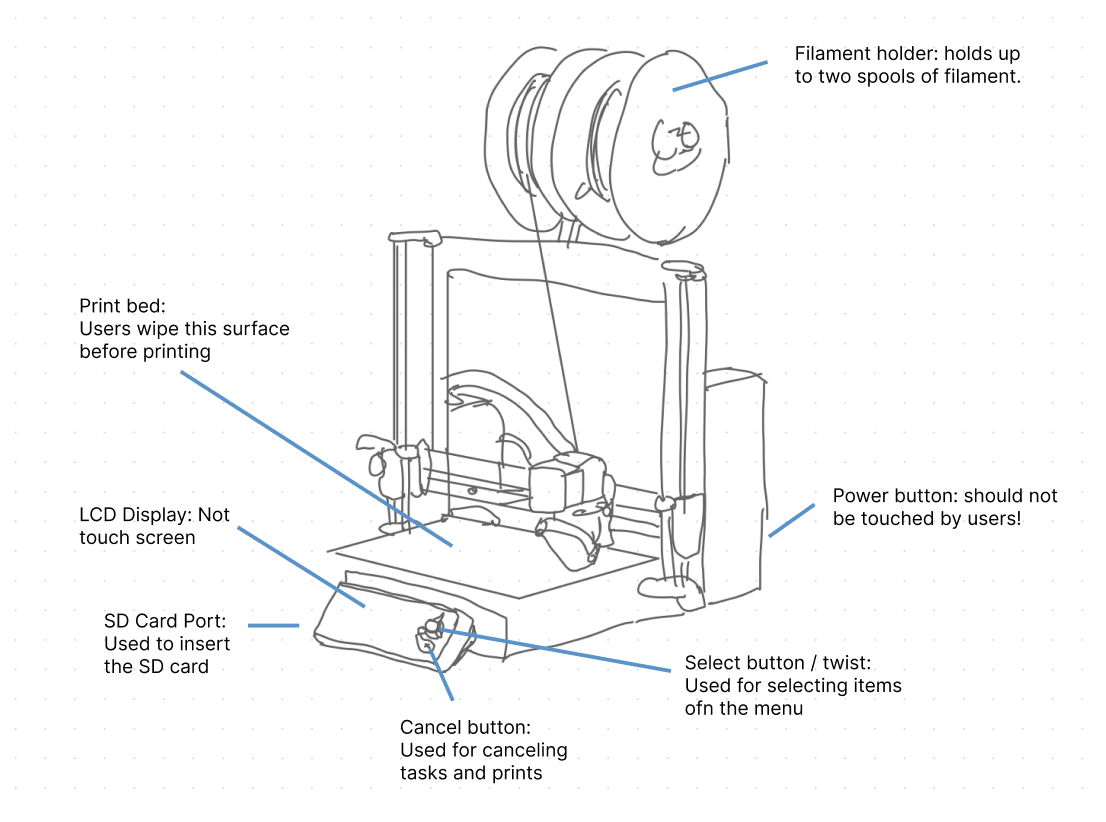 Filament holder: holds up
to two spools of filament.
Print bed:
Users wipe this surface
before printing
LCD Display: Not
touch screen
Power button: should not
be touched by users!
SD Card Port:
Used to insert
the SD card
Select button / twist:
Used for selecting items
ofn the menu
Cancel button:
Used for canceling
tasks and prints